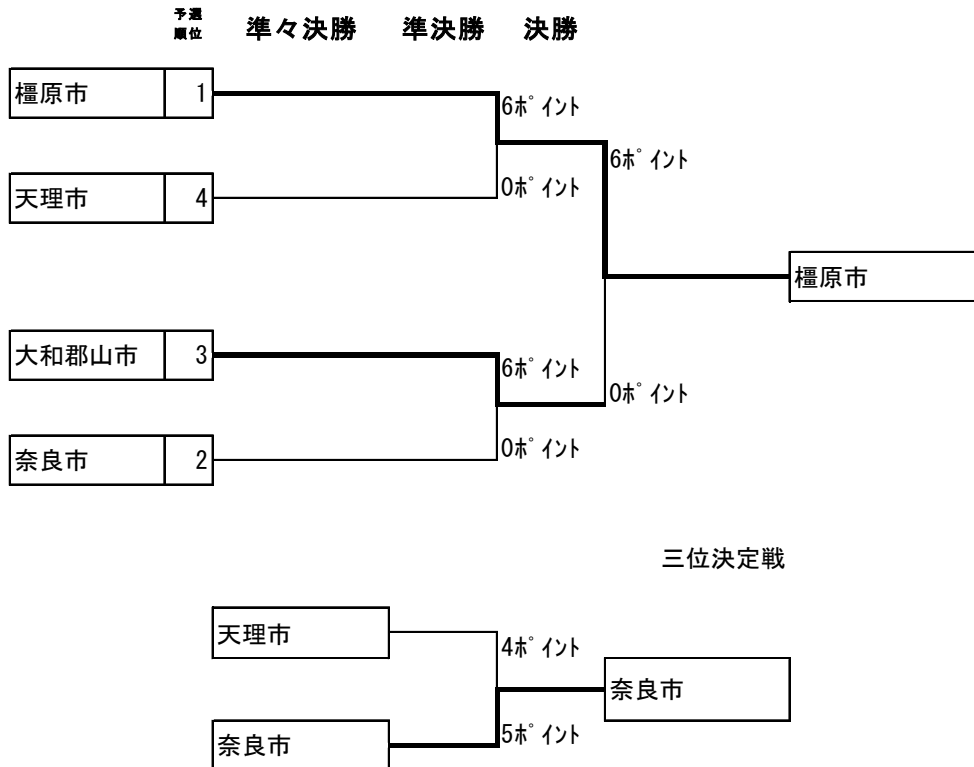 予選
順位
準々決勝 準決勝 決勝
橿原市 1
6ポイント
6ポイント
0ポイント
天理市 4
橿原市
大和郡山市 3
6ポイント
0ポイント
0ポイント
奈良市 2
三位決定戦
天理市
4ポイント
奈良市
5ポイント
奈良市